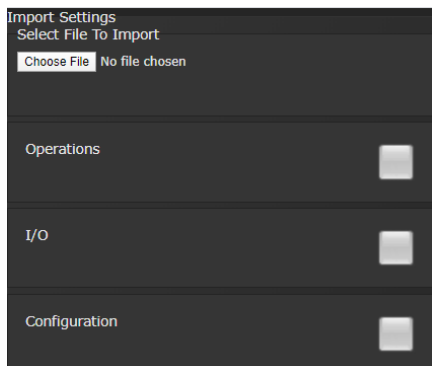 Import Settings
Select File To Import
Choose File No file chosen
Operations
I/O
Configuration